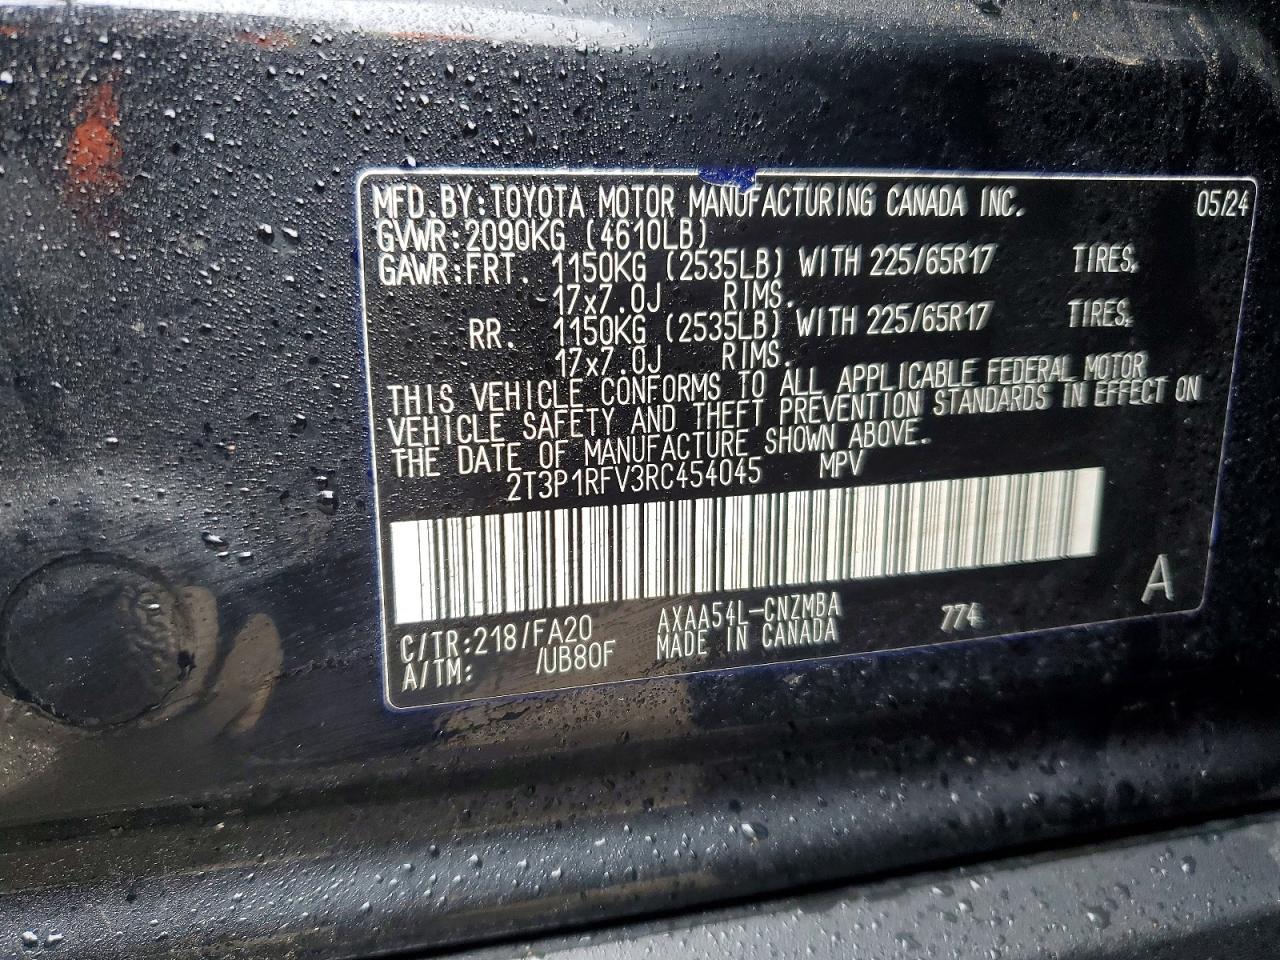 MFD.BY:TOYOTA MOTOR MANUFACTURING CANADA INC. 05/24
GVWR:2090KG (4610LB)
GAWR:FRT. 1150KG (2535LB) WITH 225/65R17 TIRES,
17x7.0J RIMS.
RR. 1150KG (2535LB) WITH 225/65R17 TIRES,
17x7.0J RIMS.
THIS VEHICLE CONFORMS TO ALL APPLICABLE FEDERAL MOTOR
VEHICLE SAFETY AND THEFT PREVENTION STANDARDS IN EFFECT ON
THE DATE OF MANUFACTURE SHOWN ABOVE.
2T3P1RFV3RC454045 MPV
A
C/TR:218/FA20 AXAA54L-CNZMBA 774
A/TM: /UB80F MADE IN CANADA